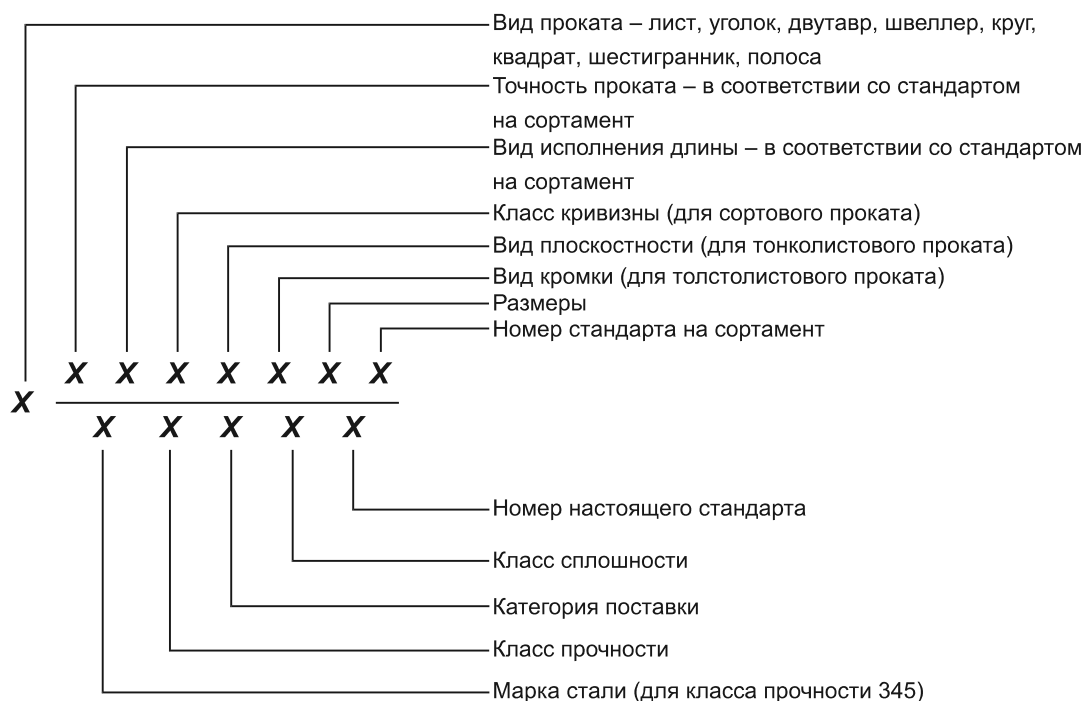 Вид проката – лист, уголок, двутавр, швеллер, круг,
квадрат, шестигранник, полоса
Точность проката – в соответствии со стандартом
на сортамент
Вид исполнения длины – в соответствии со стандартом
на сортамент
Класс кривизны (для сортового проката)
Вид плоскостности (для тонколистового проката)
Вид кромки (для толстолистового проката)
Размеры
Номер стандарта на сортамент
X X X X X X X
X
X X X X X
Номер настоящего стандарта
Класс сплошности
Категория поставки
Класс прочности
Марка стали (для класса прочности 345)